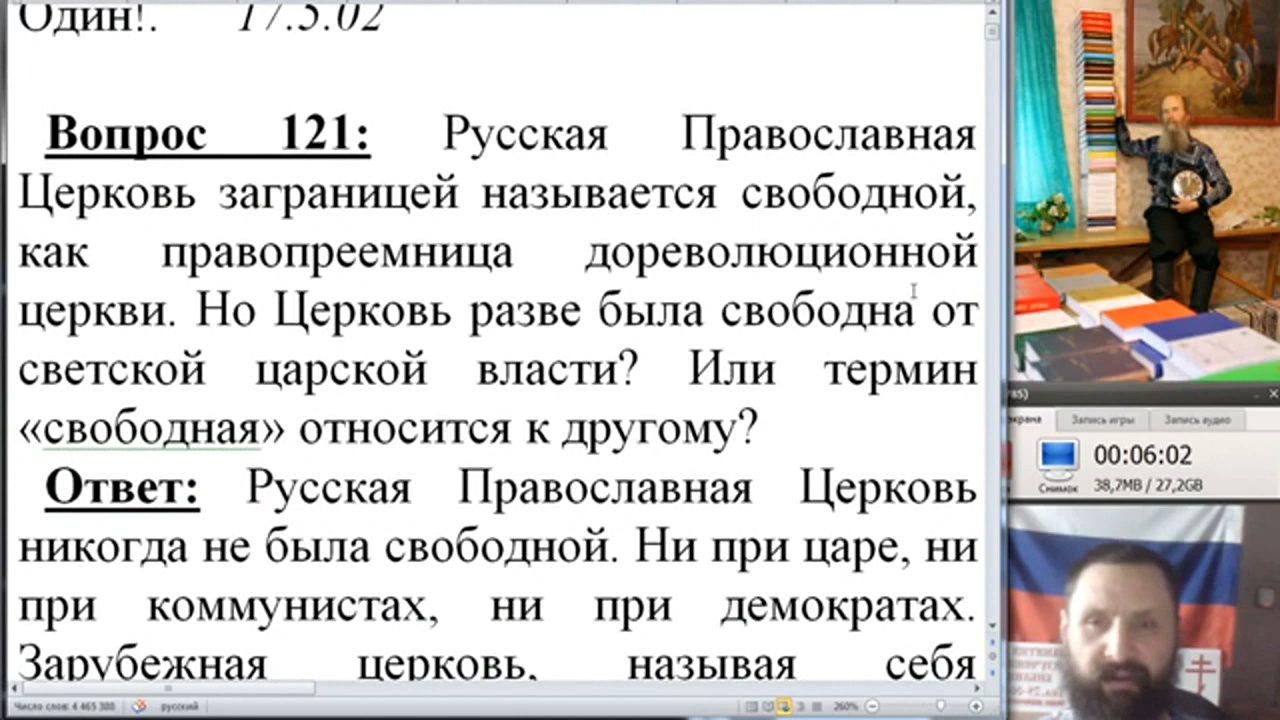 Один!. 17.5.02
Вопрос 121: Русская Православная
Церковь заграницей называется свободной,
как правопреемница дореволюционной
церкви. Но Церковь разве была свободна от
светской царской власти? Или термин
«свободная» относится к другому?
Ответ: Русская Православная Церковь
никогда не была свободной. Ни при царе, ни
при коммунистах, ни при демократах.
Зарубежная церковь, называя себя
Число слов: 4 465 388 русский 260%
экрана Запись игры Запись аудио
00:06:02
Снимок 38,7MB / 27,2GB